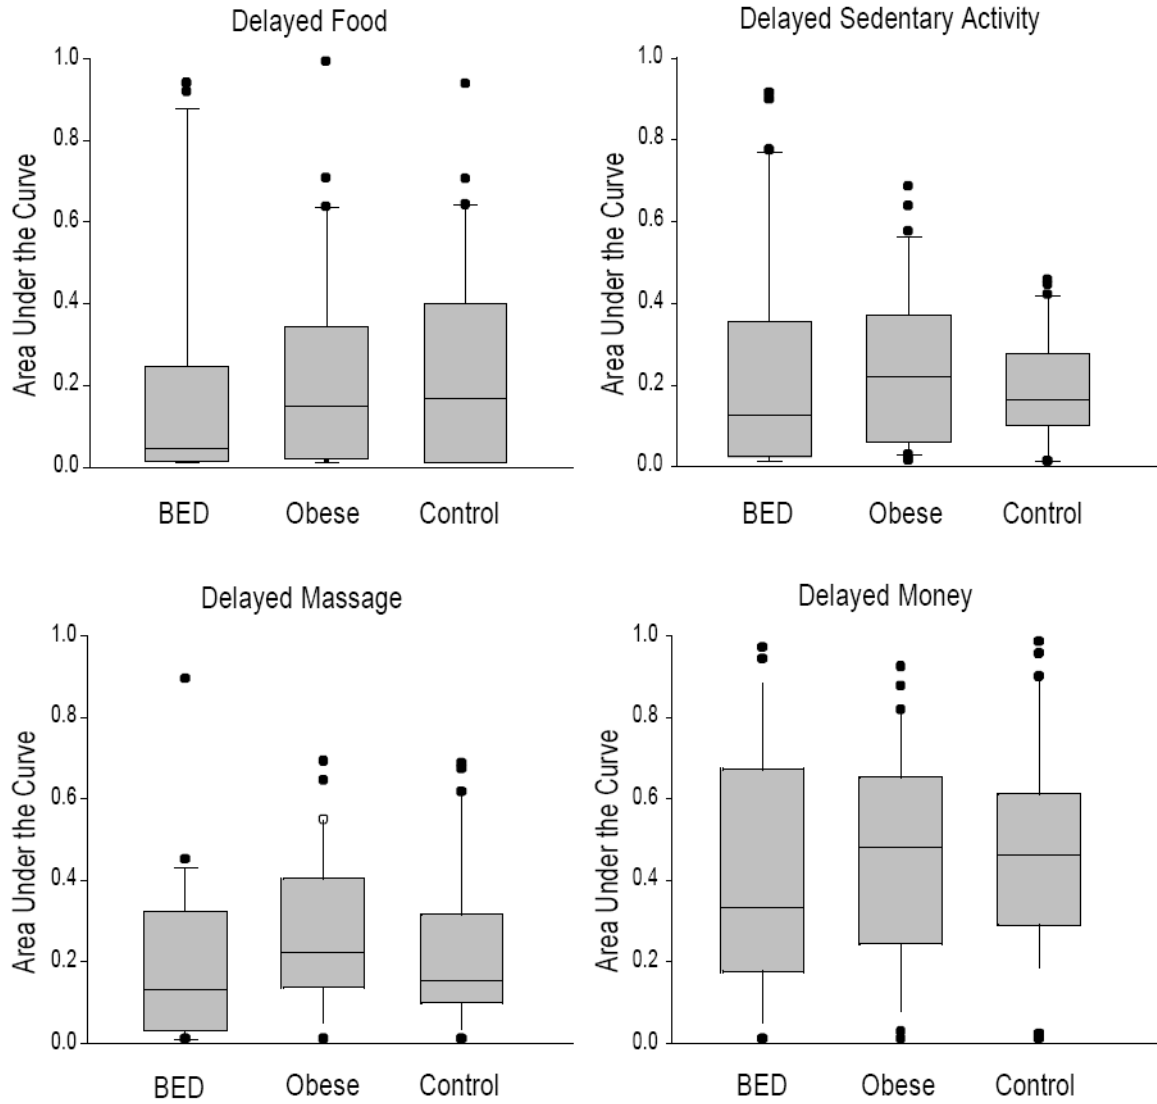 Delayed Food
Area Under the Curve
1.0
0.8
0.6
0.4
0.2
0.0
BED Obese Control
Delayed Sedentary Activity
Area Under the Curve
1.0
0.8
0.6
0.4
0.2
0.0
BED Obese Control
Delayed Massage
Area Under the Curve
1.0
0.8
0.6
0.4
0.2
0.0
BED Obese Control
Delayed Money
Area Under the Curve
1.0
0.8
0.6
0.4
0.2
0.0
BED Obese Control